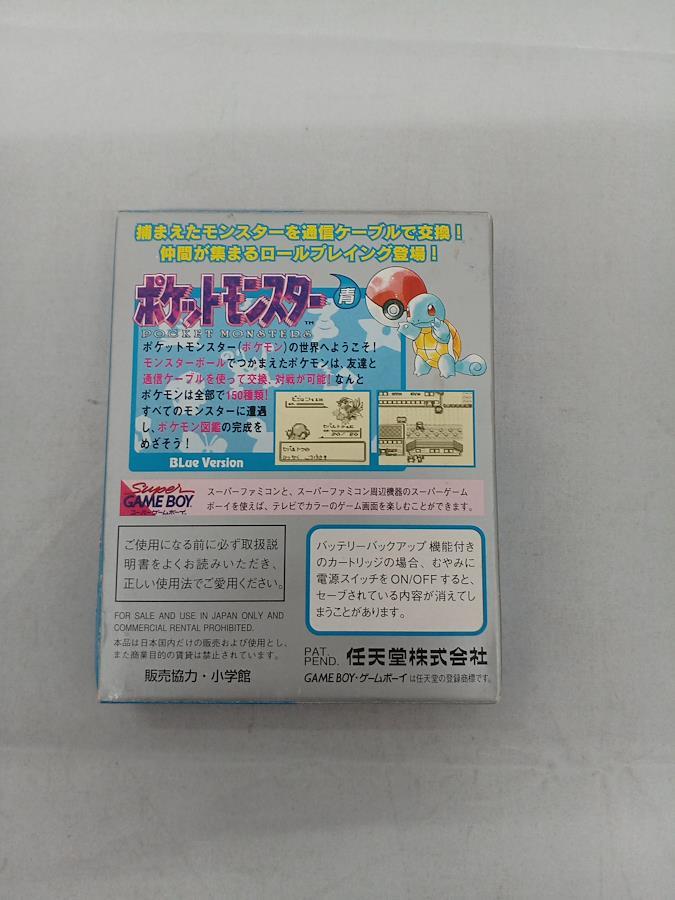 捕まえたモンスターを通信ケーブルで交換!
仲間が集まるロールプレイング登場!
ポケットモンスター 青
TM
POCKET MONSTERS
ポケットモンスター(ポケモン)の世界へようこそ!
モンスターボールでつかまえたポケモンは、友達と
通信ケーブルを使って交換、対戦が可能!なんと
ポケモンは全部で150種類!
すべてのモンスターに遭遇
し、ポケモン図鑑の完成を
めざそう!
BLue Version
Super
GAME BOY
スーパーゲームボーイ
スーパーファミコンと、スーパーファミコン周辺機器のスーパーゲーム
ボーイを使えば、テレビでカラーのゲーム画面を楽しむことができます。
ご使用になる前に必ず取扱説
明書をよくお読みいただき、
正しい使用法でご愛用ください。
バッテリーバックアップ機能付き
のカートリッジの場合、むやみに
電源スイッチをON/OFFすると、
セーブされている内容が消えてし
まうことがあります。
FOR SALE AND USE IN JAPAN ONLY AND
COMMERCIAL RENTAL PROHIBITED.
本品は日本国内だけの販売および使用とし、
また商業目的の賃貸は禁止されています。
販売協力・小学館
PAT.
PEND.
任天堂株式会社
GAME BOY・ゲームボーイは任天堂の登録商標です。